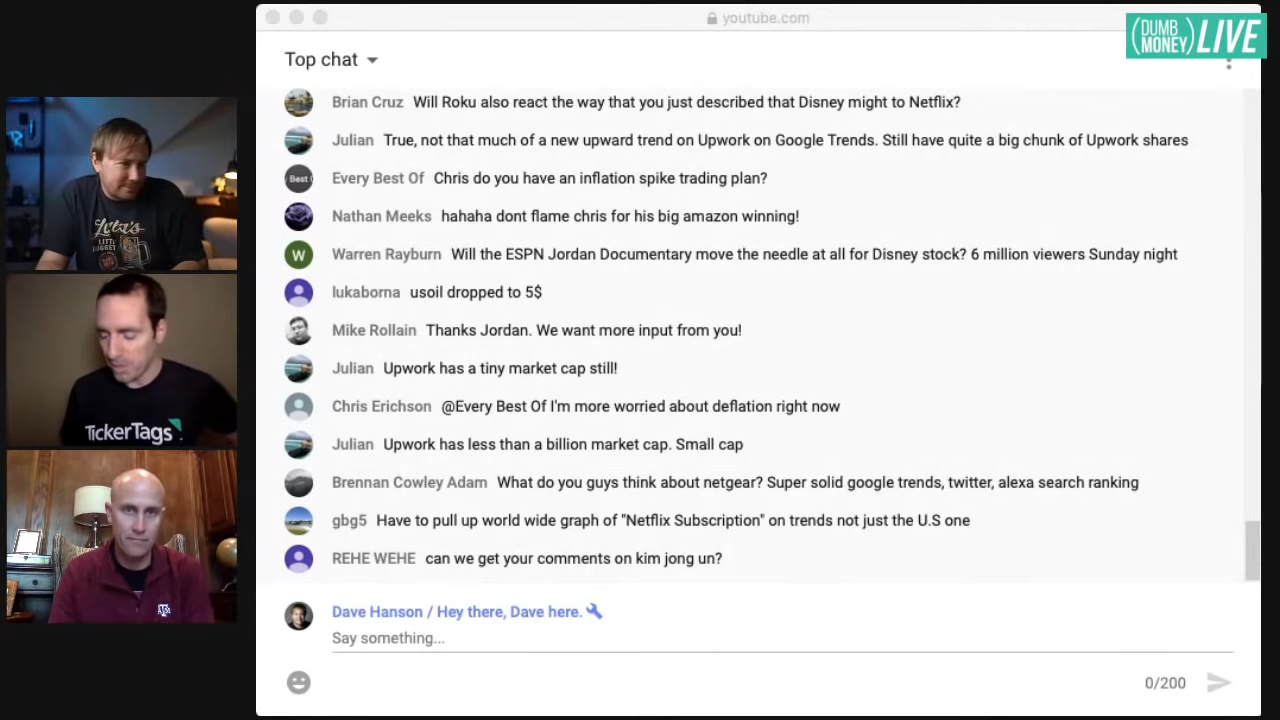 youtube.com
(DUMB MONEY) LIVE
Top chat
Brian Cruz Will Roku also react the way that you just described that Disney might to Netflix?
Julian True, not that much of a new upward trend on Upwork on Google Trends. Still have quite a big chunk of Upwork shares
Best
Every Best Of Chris do you have an inflation spike trading plan?
Nathan Meeks hahaha dont flame chris for his big amazon winning!
W
Warren Rayburn Will the ESPN Jordan Documentary move the needle at all for Disney stock? 6 million viewers Sunday night
lukaborna usoil dropped to 5$
Mike Rollain Thanks Jordan. We want more input from you!
Julian Upwork has a tiny market cap still!
Chris Erichson @Every Best Of I'm more worried about deflation right now
Julian Upwork has less than a billion market cap. Small cap
Brennan Cowley Adam What do you guys think about netgear? Super solid google trends, twitter, alexa search ranking
gbg5 Have to pull up world wide graph of "Netflix Subscription" on trends not just the U.S one
REHE WEHE can we get your comments on kim jong un?
Dave Hanson / Hey there, Dave here.
Say something...
0/200
TickerTags